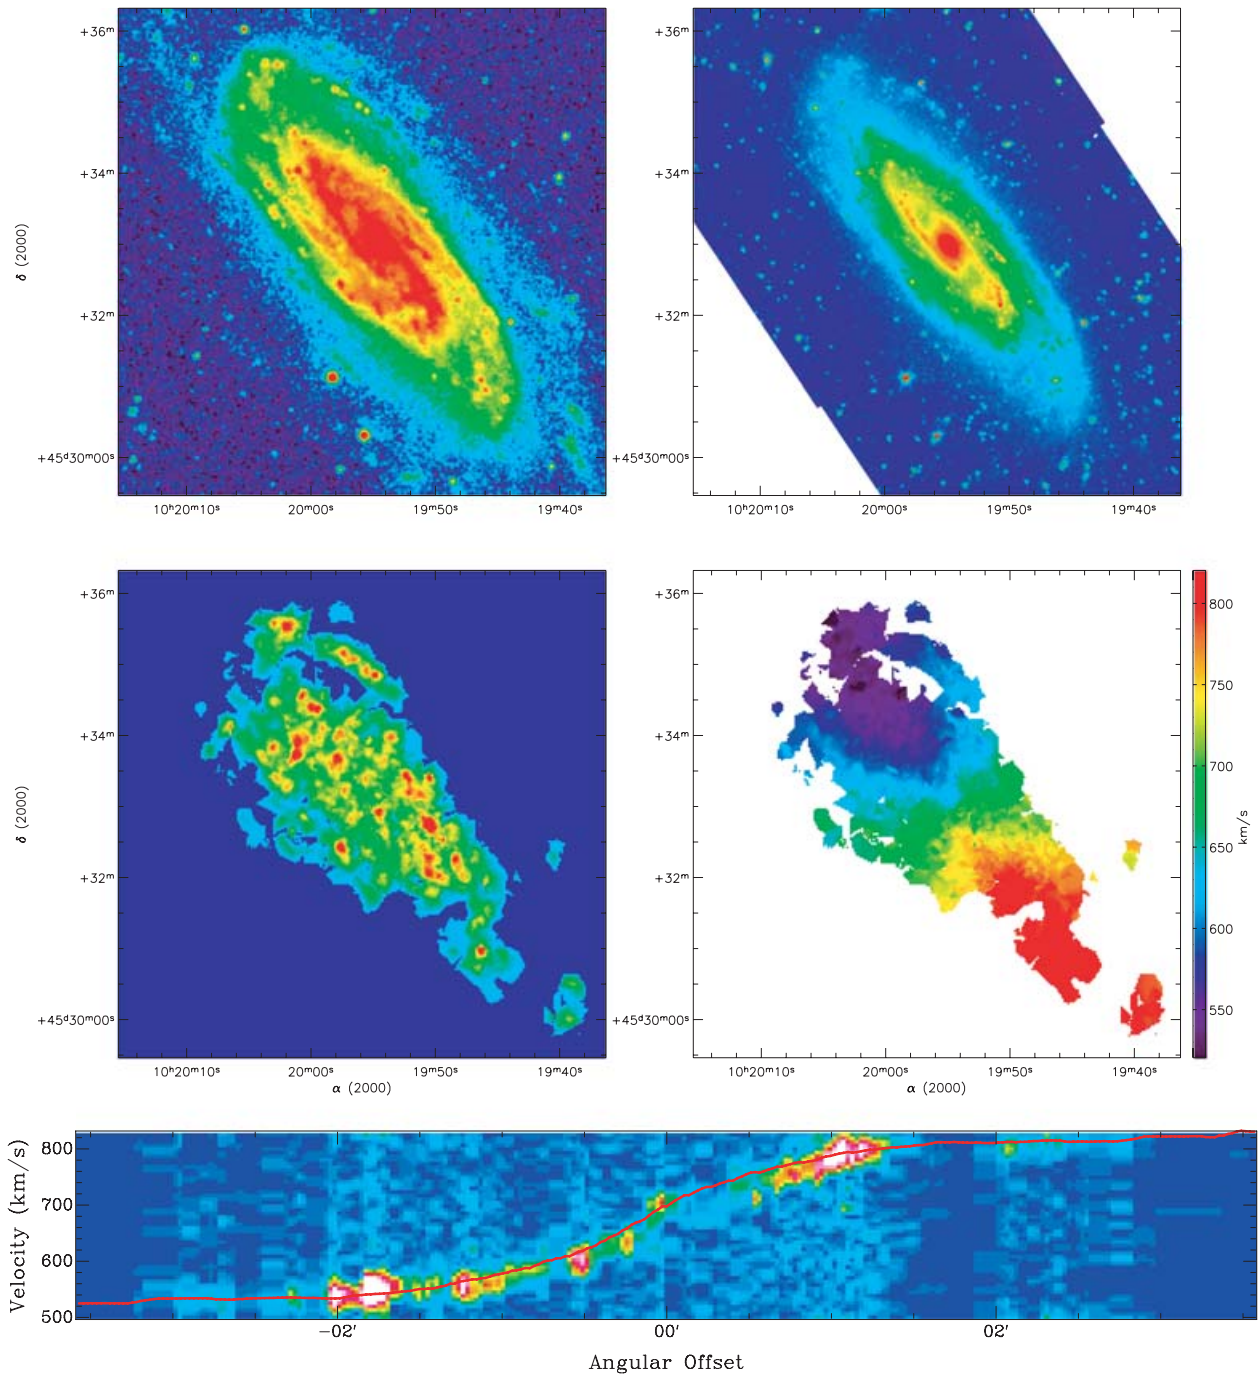 +36m
+34m
+32m
+45d30m00s
δ (2000)
10h20m10s 20m00s 19m50s 19m40s
+36m
+34m
+32m
+45d30m00s
10h20m10s 20m00s 19m50s 19m40s
+36m
+34m
+32m
+45d30m00s
δ (2000)
10h20m10s 20m00s 19m50s 19m40s
α (2000)
+36m
+34m
+32m
+45d30m00s
10h20m10s 20m00s 19m50s 19m40s
α (2000)
800
750
700
650
600
550
km/s
Velocity (km/s)
800
700
600
500
-02' 00' 02'
Angular Offset